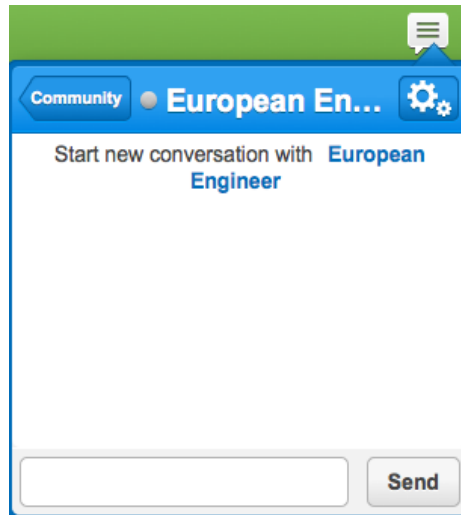 Community
European En...
Start new conversation with European
Engineer
Send